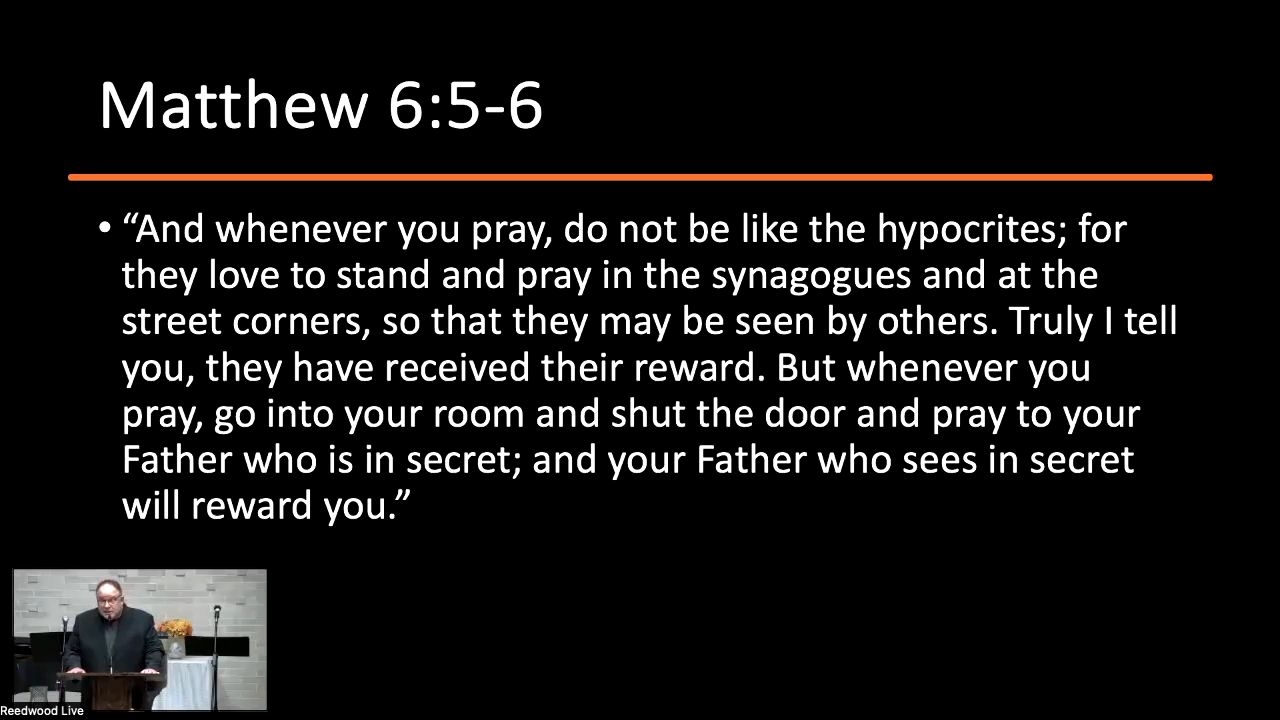 Matthew 6:5-6
• “And whenever you pray, do not be like the hypocrites; for
they love to stand and pray in the synagogues and at the
street corners, so that they may be seen by others. Truly I tell
you, they have received their reward. But whenever you
pray, go into your room and shut the door and pray to your
Father who is in secret; and your Father who sees in secret
will reward you.”
Reedwood Live